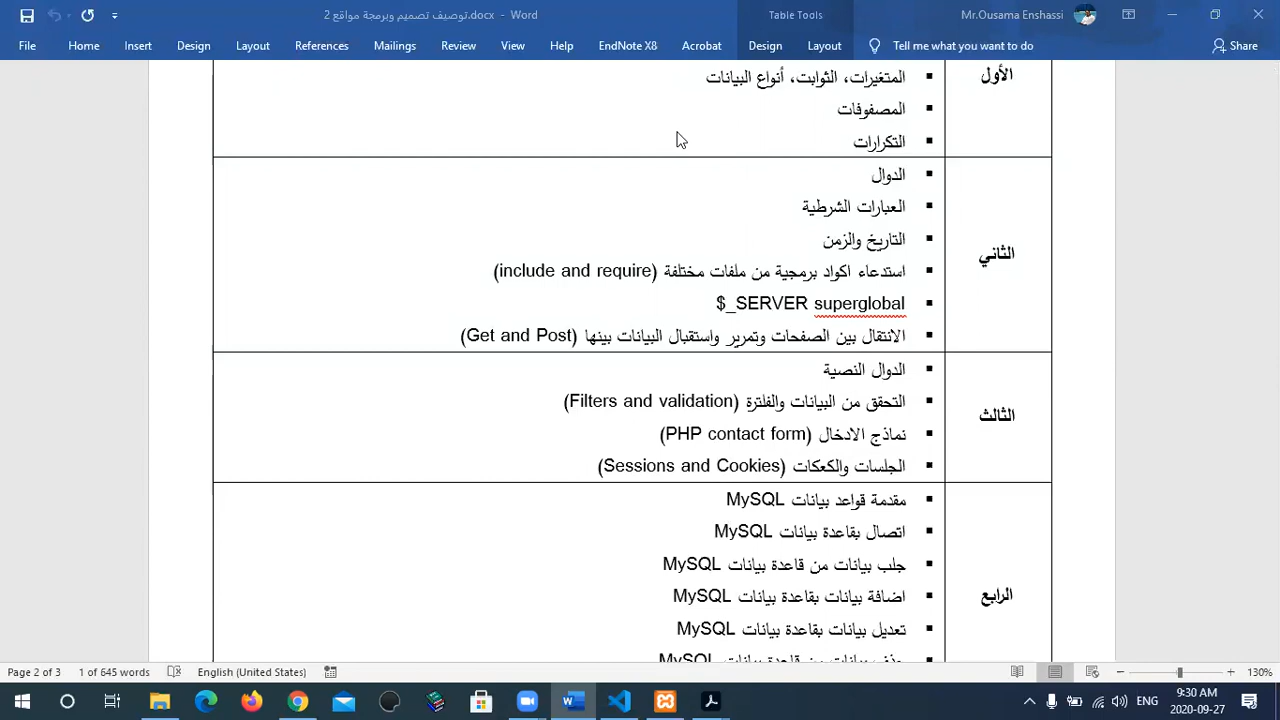 توصيف تصميم وبرمجة مواقع 2.docx - Word
Table Tools
Mr.Ousama Enshassi
File Home Insert Design Layout References Mailings Review View Help EndNote X8 Acrobat Design Layout Tell me what you want to do Share
الأول
المتغيرات، الثوابت، أنواع البيانات
المصفوفات
التكرارات
الثاني
الدوال
العبارات الشرطية
التاريخ والزمن
استدعاء اكواد برمجية من ملفات مختلفة (include and require)
$_SERVER superglobal
الانتقال بين الصفحات وتمرير واستقبال البيانات بينها (Get and Post)
الثالث
الدوال النصية
التحقق من البيانات والفلترة (Filters and validation)
نماذج الادخال (PHP contact form)
الجلسات والكعكات (Sessions and Cookies)
الرابع
مقدمة قواعد بيانات MySQL
اتصال بقاعدة بيانات MySQL
جلب بيانات من قاعدة بيانات MySQL
اضافة بيانات بقاعدة بيانات MySQL
تعديل بيانات بقاعدة بيانات MySQL
حذف بيانات من قاعدة بيانات MySQL
Page 2 of 3 1 of 645 words English (United States) 130%
ENG
9:30 AM
2020-09-27